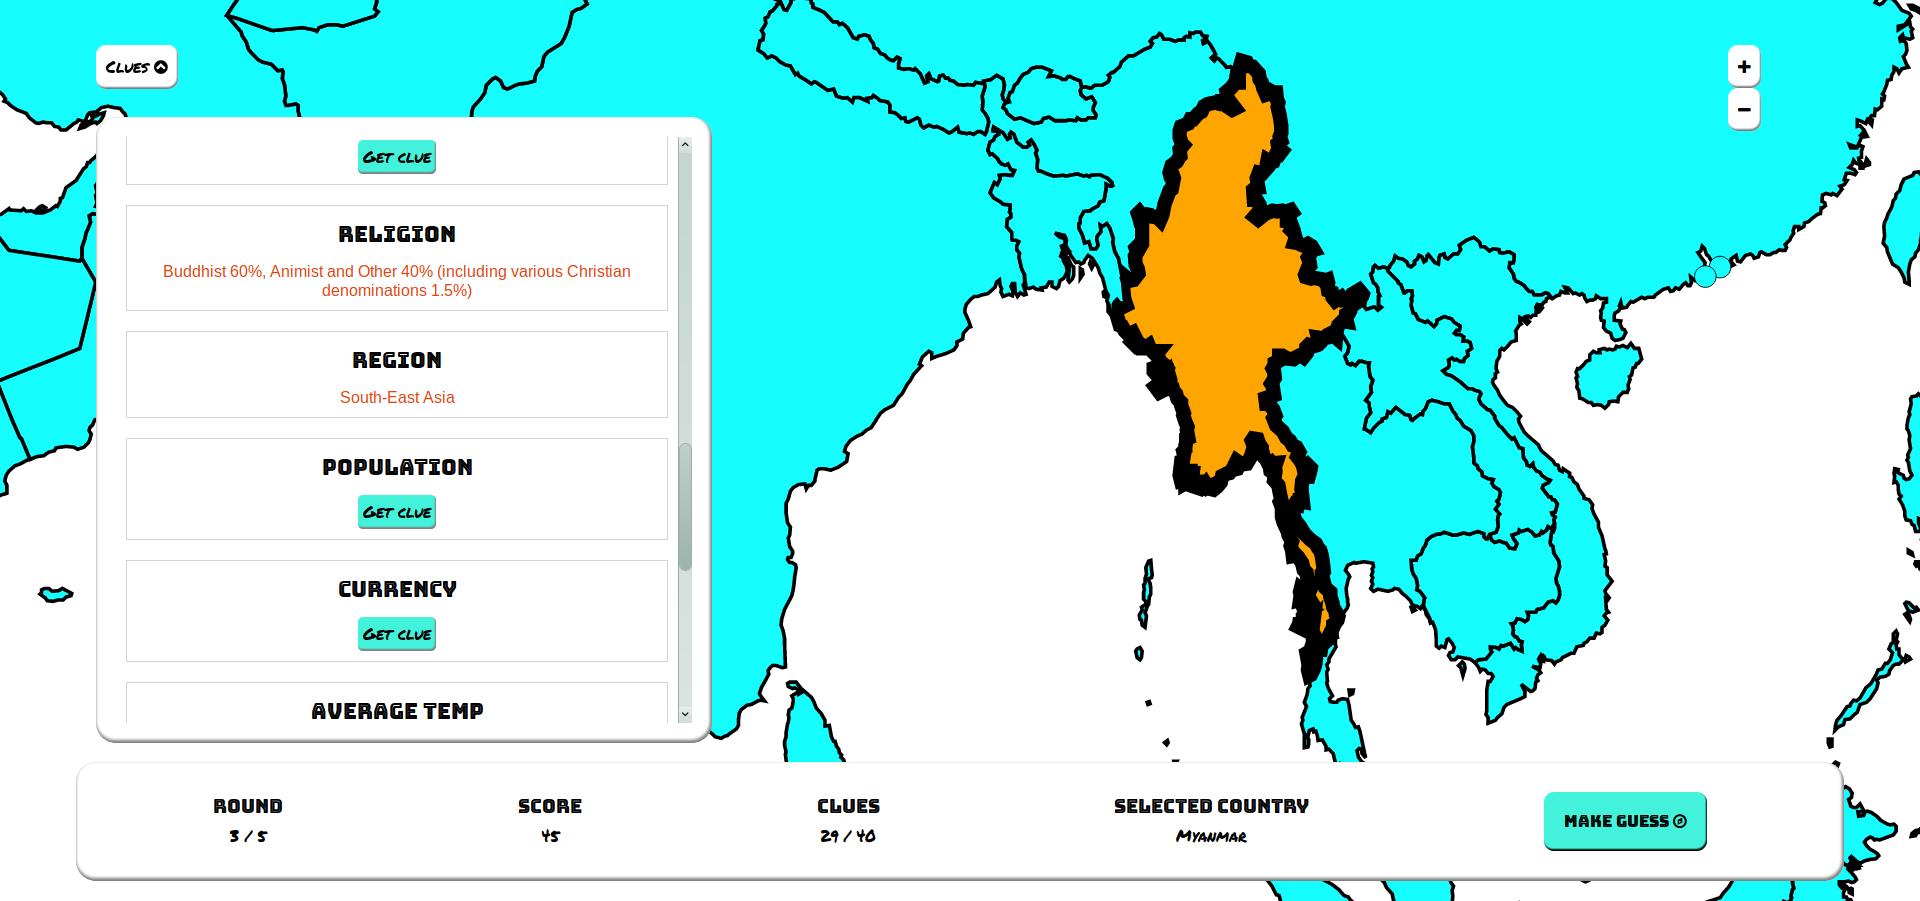 Clues
+
−
Get clue
Religion
Buddhist 60%, Animist and Other 40% (including various Christian
denominations 1.5%)
Region
South-East Asia
Population
Get clue
Currency
Get clue
Average Temp
Round
3 / 5
Score
45
Clues
29 / 40
Selected Country
Myanmar
Make Guess